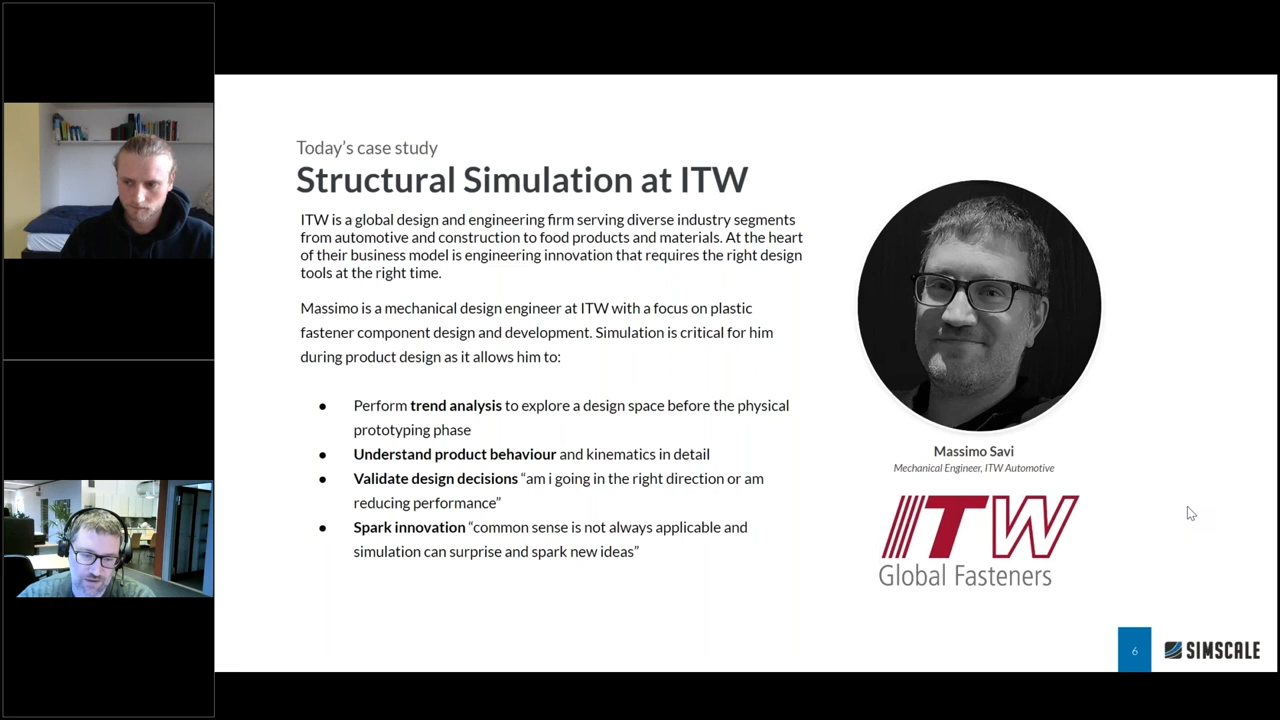 Today's case study
Structural Simulation at ITW
ITW is a global design and engineering firm serving diverse industry segments
from automotive and construction to food products and materials. At the heart
of their business model is engineering innovation that requires the right design
tools at the right time.
Massimo is a mechanical design engineer at ITW with a focus on plastic
fastener component design and development. Simulation is critical for him
during product design as it allows him to:
● Perform trend analysis to explore a design space before the physical
prototyping phase
● Understand product behaviour and kinematics in detail
● Validate design decisions “am i going in the right direction or am
reducing performance”
● Spark innovation “common sense is not always applicable and
simulation can surprise and spark new ideas”
Massimo Savi
Mechanical Engineer, ITW Automotive
ITW
Global Fasteners
6
SIMSCALE